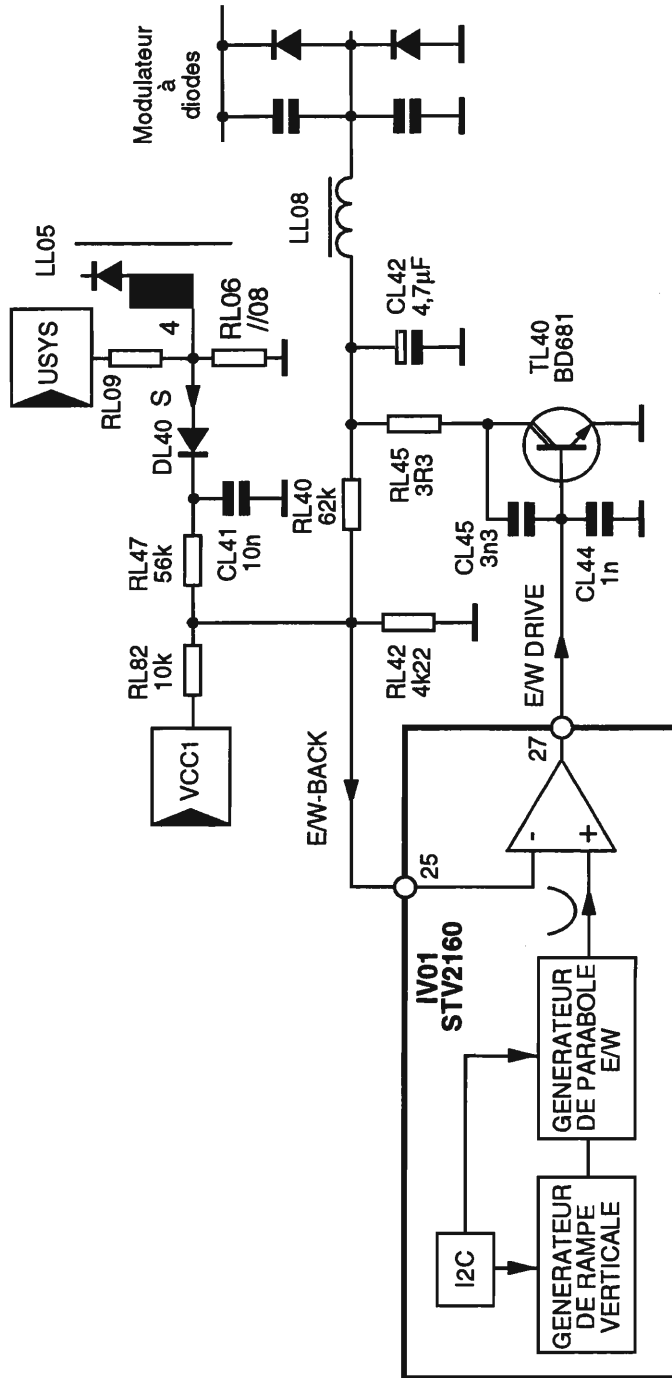 Modulateur
à
diodes
LL05
USYS
4
RL09
RL06
//08
LL08
DL40
S
CL42
4,7µF
RL47
56k
CL41
10n
RL40
62k
RL45
3R3
TL40
BD681
RL82
10k
VCC1
RL42
4k22
CL45
3n3
CL44
1n
E/W-BACK
E/W DRIVE
25
27
-
+
IV01
STV2160
I2C
GENERATEUR
DE RAMPE
VERTICALE
GENERATEUR
DE PARABOLE
E/W